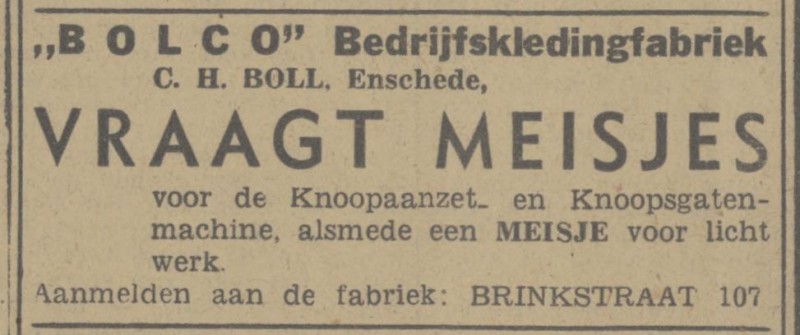 „BOLCO” Bedrijfskledingfabriek
C. H. BOLL, Enschede,
VRAAGT MEISJES
voor de Knoopaanzet- en Knoopsgaten-
machine, alsmede een MEISJE voor licht
werk.
Aanmelden aan de fabriek: BRINKSTRAAT 107